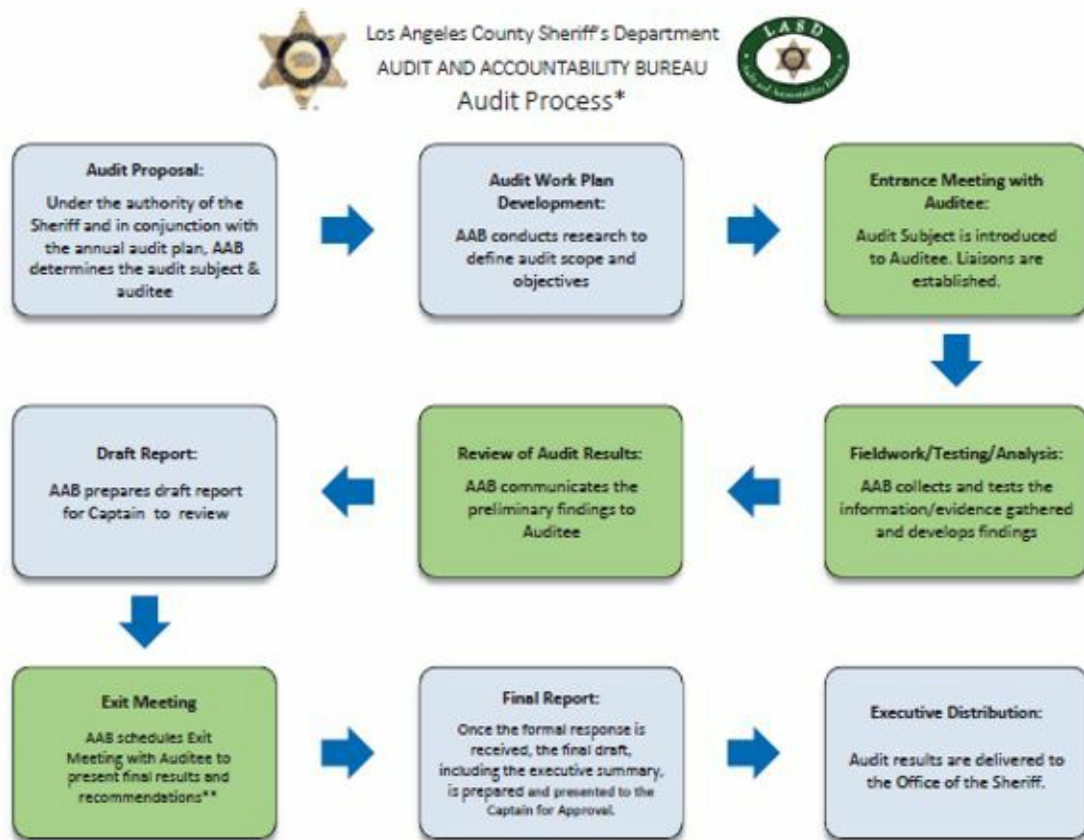 Los Angeles County Sheriff's Department
AUDIT AND ACCOUNTABILITY BUREAU
Audit Process*
LASD
Audit Proposal:
Under the authority of the
Sheriff and in conjunction with
the annual audit plan, AAB
determines the audit subject &
auditee
Audit Work Plan
Development:
AAB conducts research to
define audit scope and
objectives
Entrance Meeting with
Auditee:
Audit Subject is introduced
to Auditee. Liaisons are
established.
Fieldwork/Testing/Analysis:
AAB collects and tests the
information/evidence gathered
and develops findings
Review of Audit Results:
AAB communicates the
preliminary findings to
Auditee
Draft Report:
AAB prepares draft report
for Captain to review
Exit Meeting
AAB schedules Exit
Meeting with Auditee to
present final results and
recommendations**
Final Report:
Once the formal response is
received, the final draft,
including the executive summary,
is prepared and presented to the
Captain for Approval.
Executive Distribution:
Audit results are delivered to
the Office of the Sheriff.